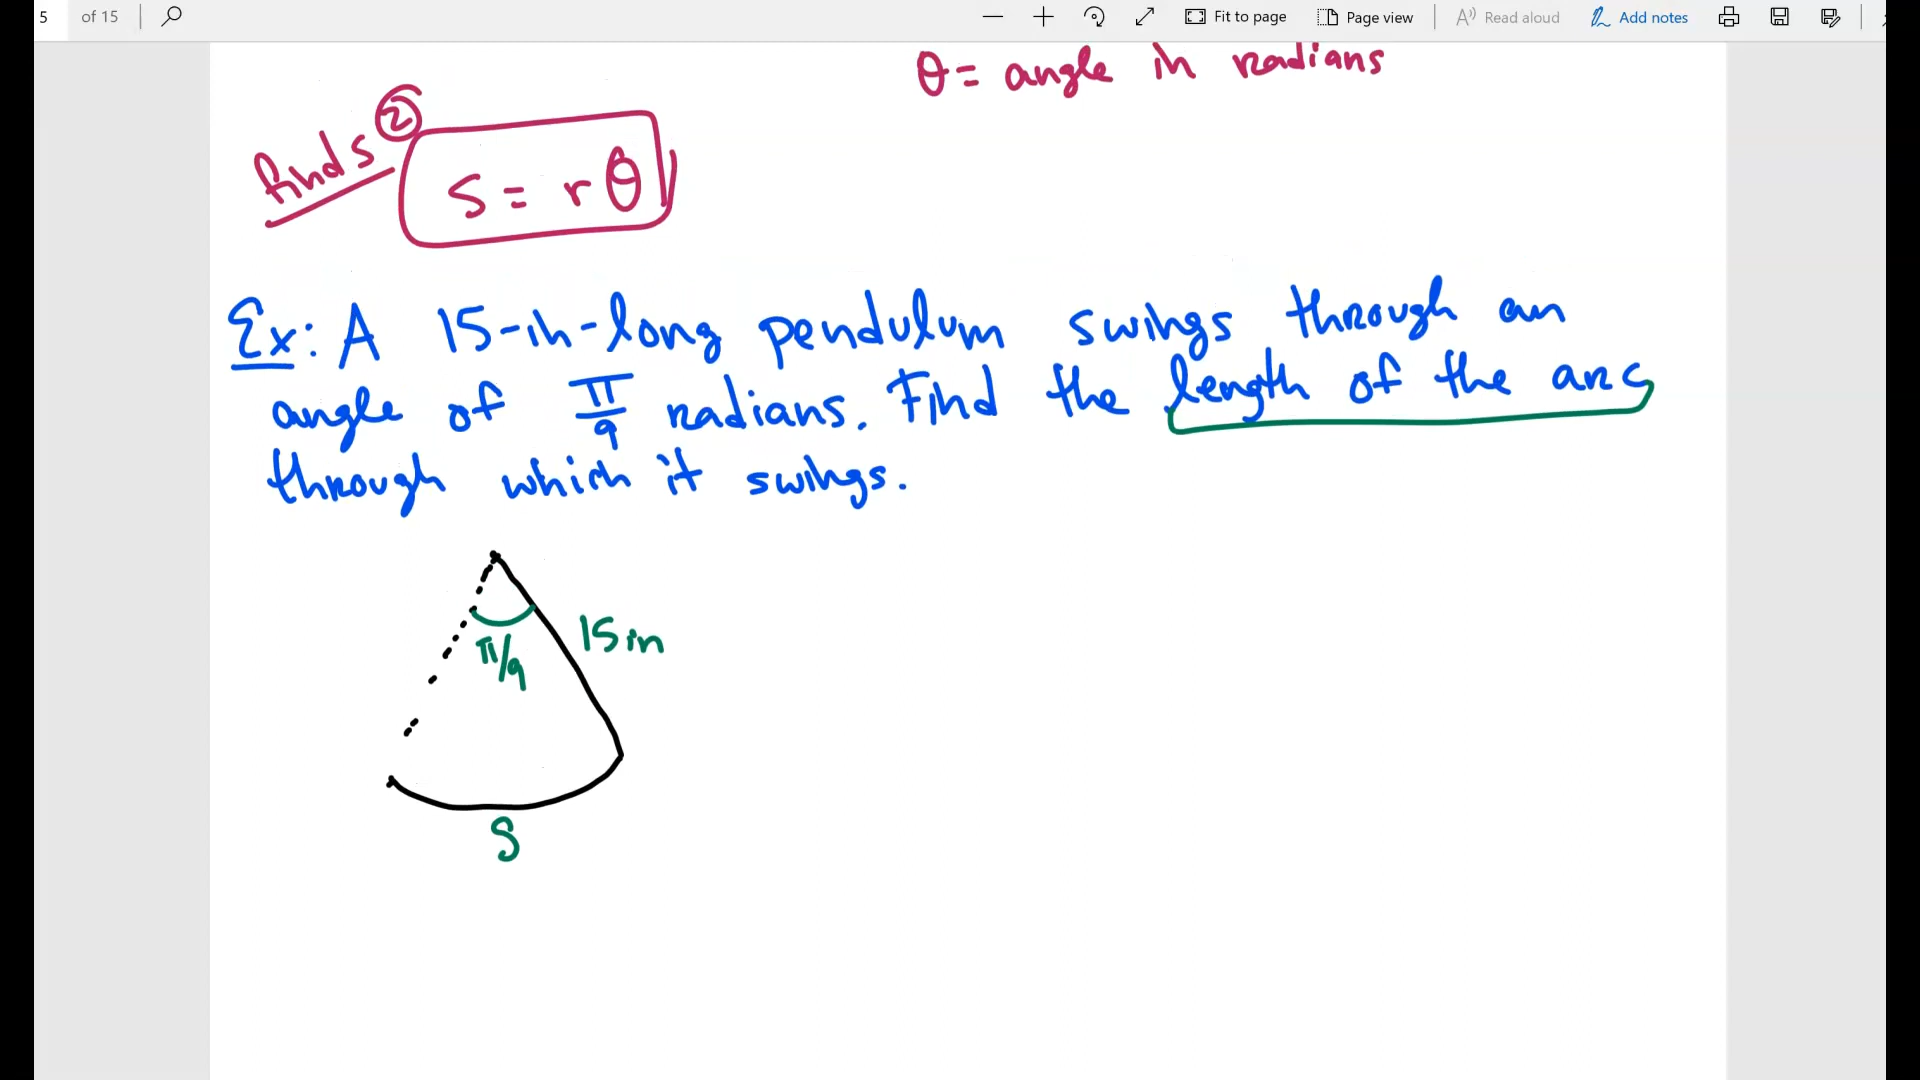 5 of 15 Fit to page Page view Read aloud Add notes
θ = angle in radians
finds ②
s = rθ
Ex: A 15-in-long pendulum swings through an
angle of π/9 radians. Find the length of the arc
through which it swings.
π/9
15 in
S